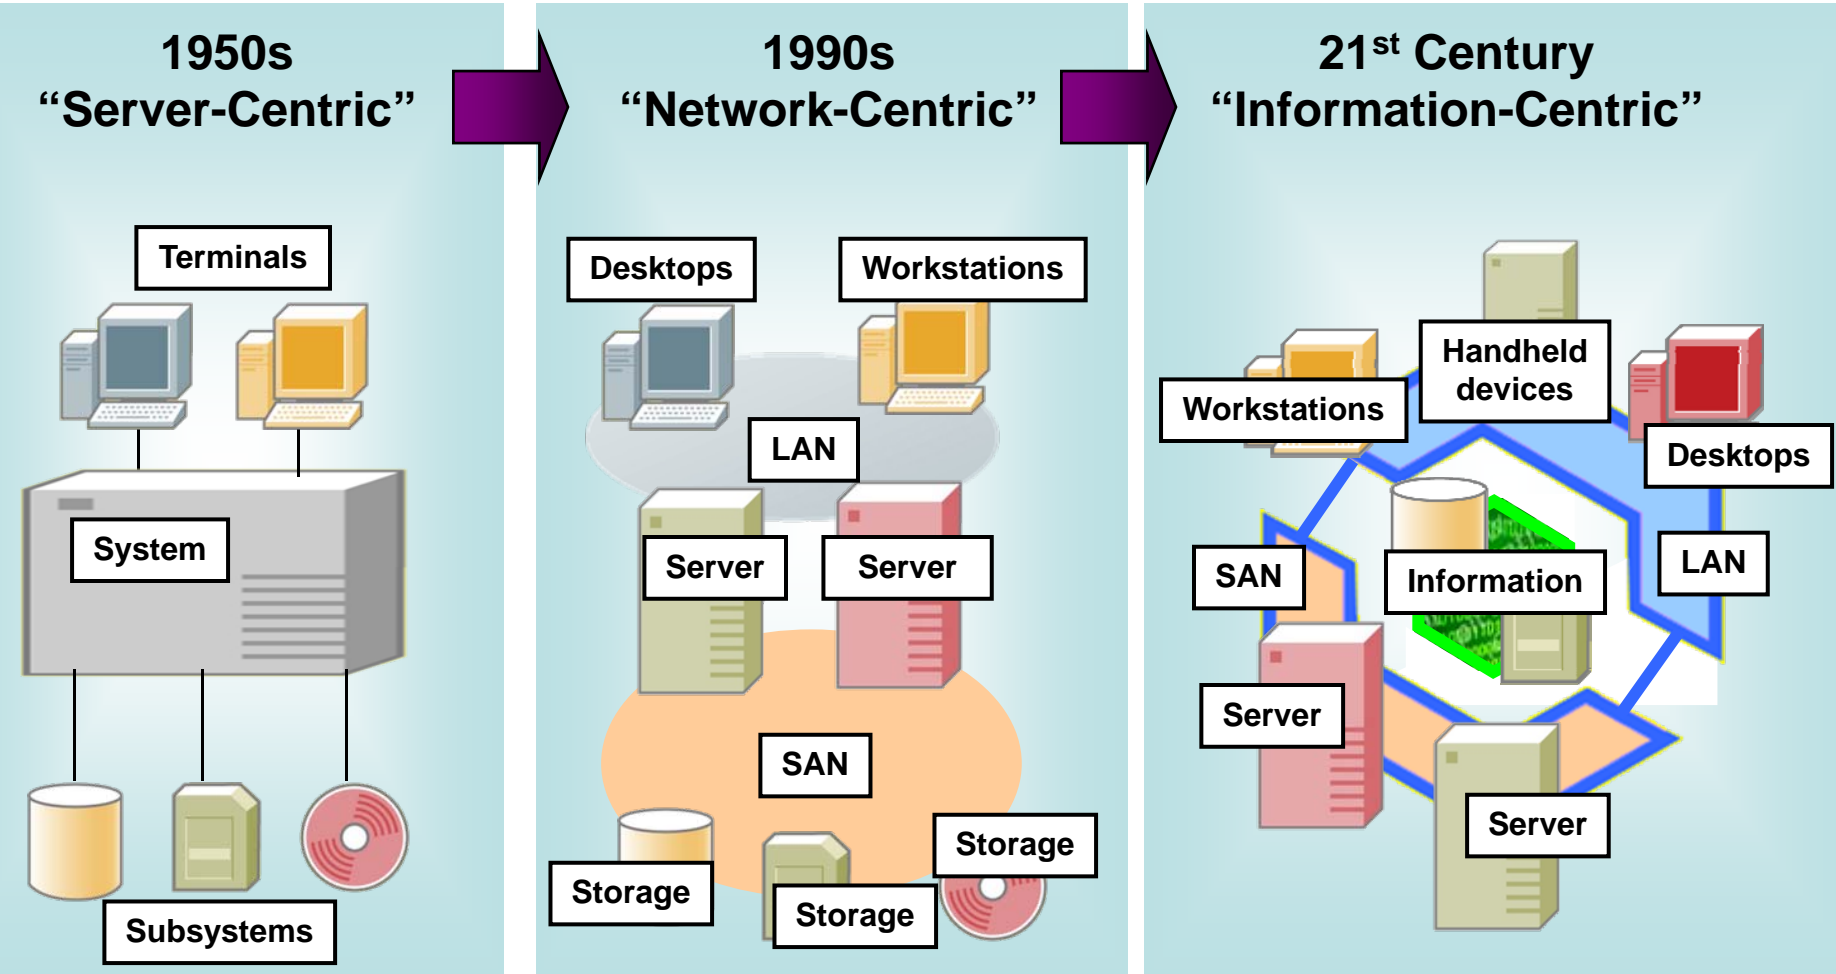 1950s
“Server-Centric”
Terminals
System
Subsystems
1990s
“Network-Centric”
Desktops
Workstations
LAN
Server
Server
SAN
Storage
Storage
Storage
21st Century
“Information-Centric”
Handheld
devices
Workstations
Desktops
SAN
Information
LAN
Server
Server